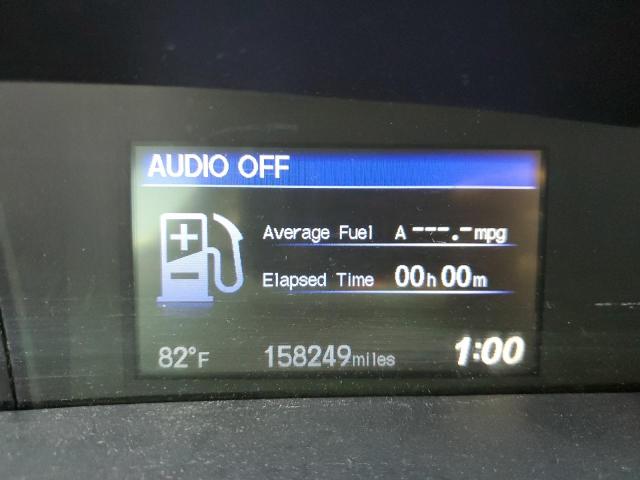 AUDIO OFF
Average Fuel A ---.- mpg
Elapsed Time 00h 00m
82°F 158249 miles 1:00